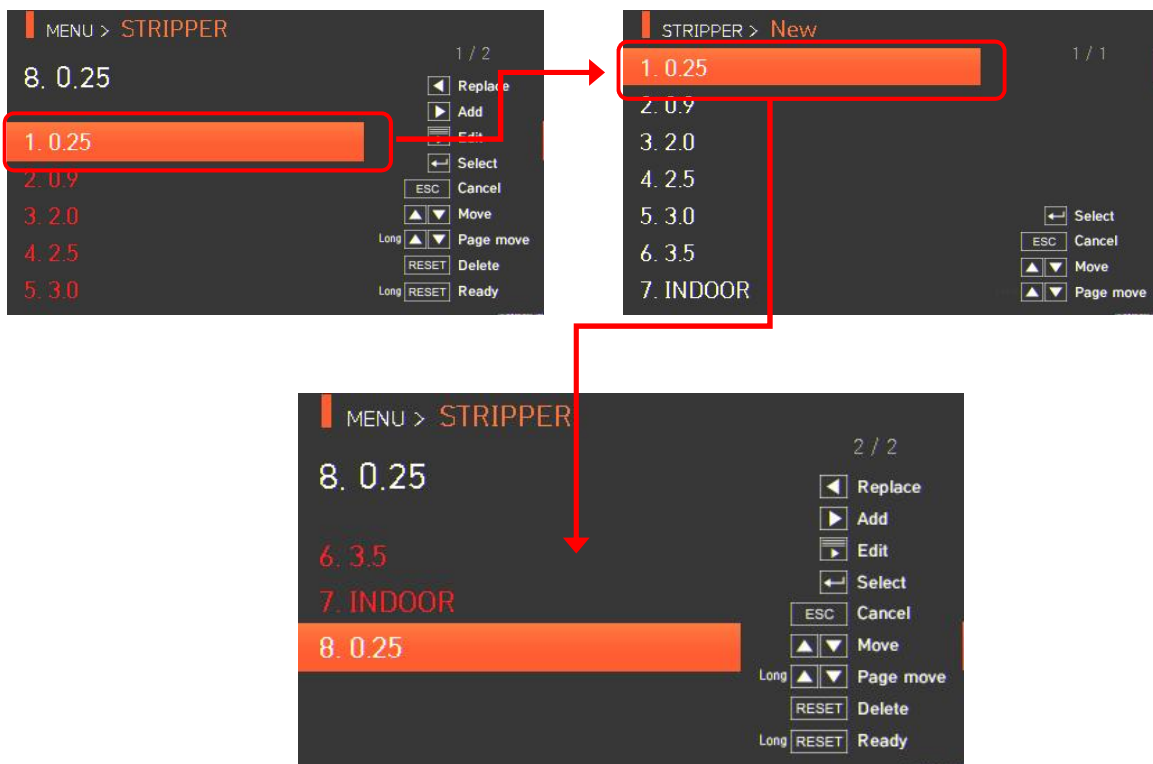 MENU > STRIPPER
1 / 2
8. 0.25
Replace
Add
1. 0.25
Edit
Select
2. 0.9
ESC Cancel
3. 2.0
Move
4. 2.5
Long Page move
RESET Delete
5. 3.0
Long RESET Ready
STRIPPER > New
1 / 1
1. 0.25
2. 0.9
3. 2.0
4. 2.5
5. 3.0
Select
6. 3.5
ESC Cancel
Move
7. INDOOR
Page move
MENU > STRIPPER
2 / 2
8. 0.25
Replace
Add
6. 3.5
Edit
Select
7. INDOOR
ESC Cancel
8. 0.25
Move
Long Page move
RESET Delete
Long RESET Ready